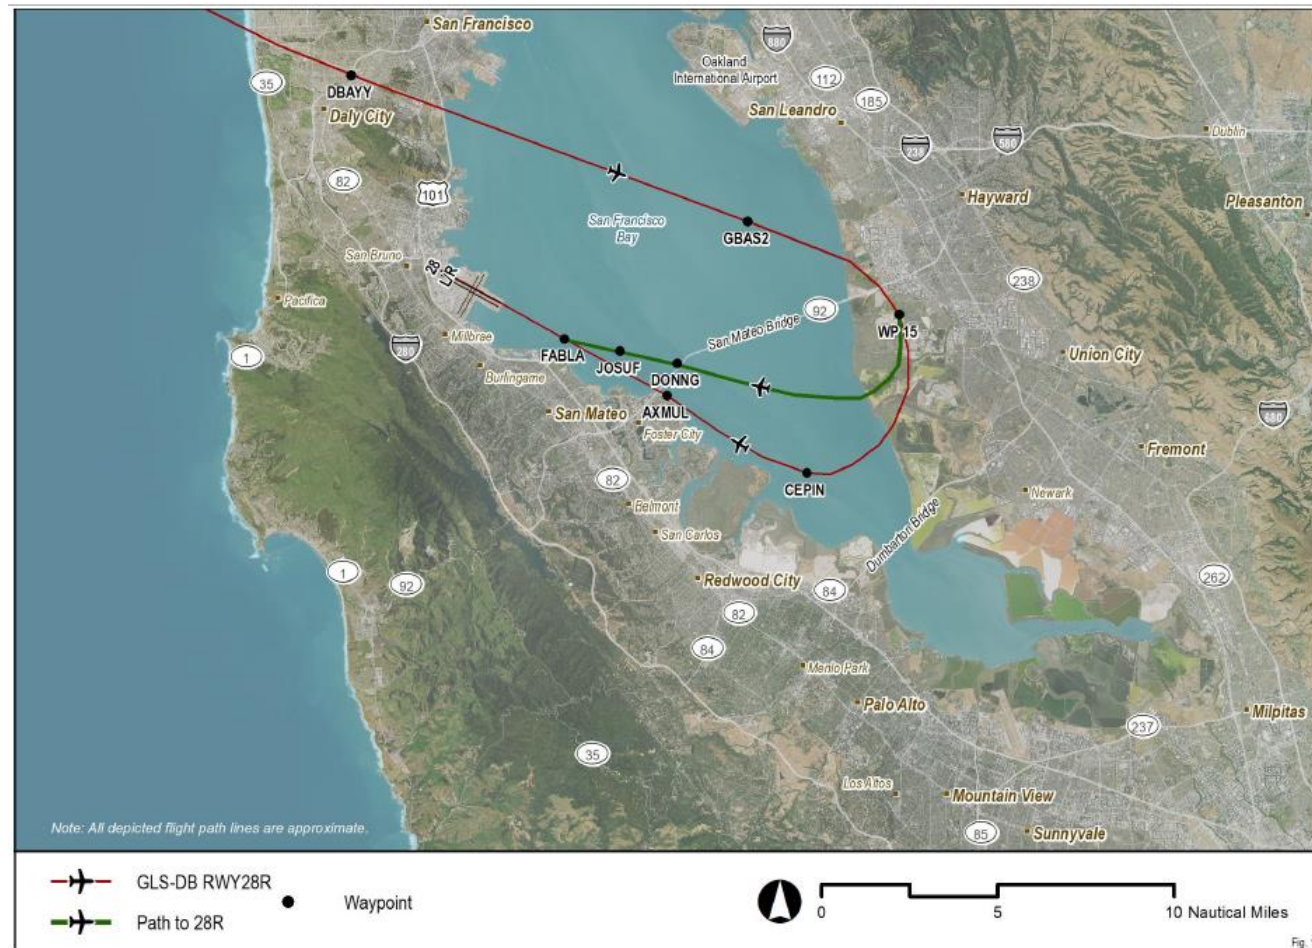 San Francisco
880
Oakland
International Airport
35
DBAYY
112
Daly City
185
San Leandro
238
580
Dublin
82
101
Hayward
Pleasanton
San Francisco
Bay
GBAS2
28
L/R
San Bruno
238
Pacifica
92
WP 15
San Mateo Bridge
1
280
Millbrae
FABLA
JOSUF
DONNG
Union City
Burlingame
San Mateo
AXMUL
Foster City
Fremont
82
CEPIN
Belmont
Newark
San Carlos
Dumbarton Bridge
1
92
Redwood City
84
262
82
84
Menlo Park
Palo Alto
Milpitas
237
35
Los Altos
Mountain View
85
Sunnyvale
Note: All depicted flight path lines are approximate.
GLS-DB RWY28R
Waypoint
Path to 28R
0 5 10 Nautical Miles
Fig.